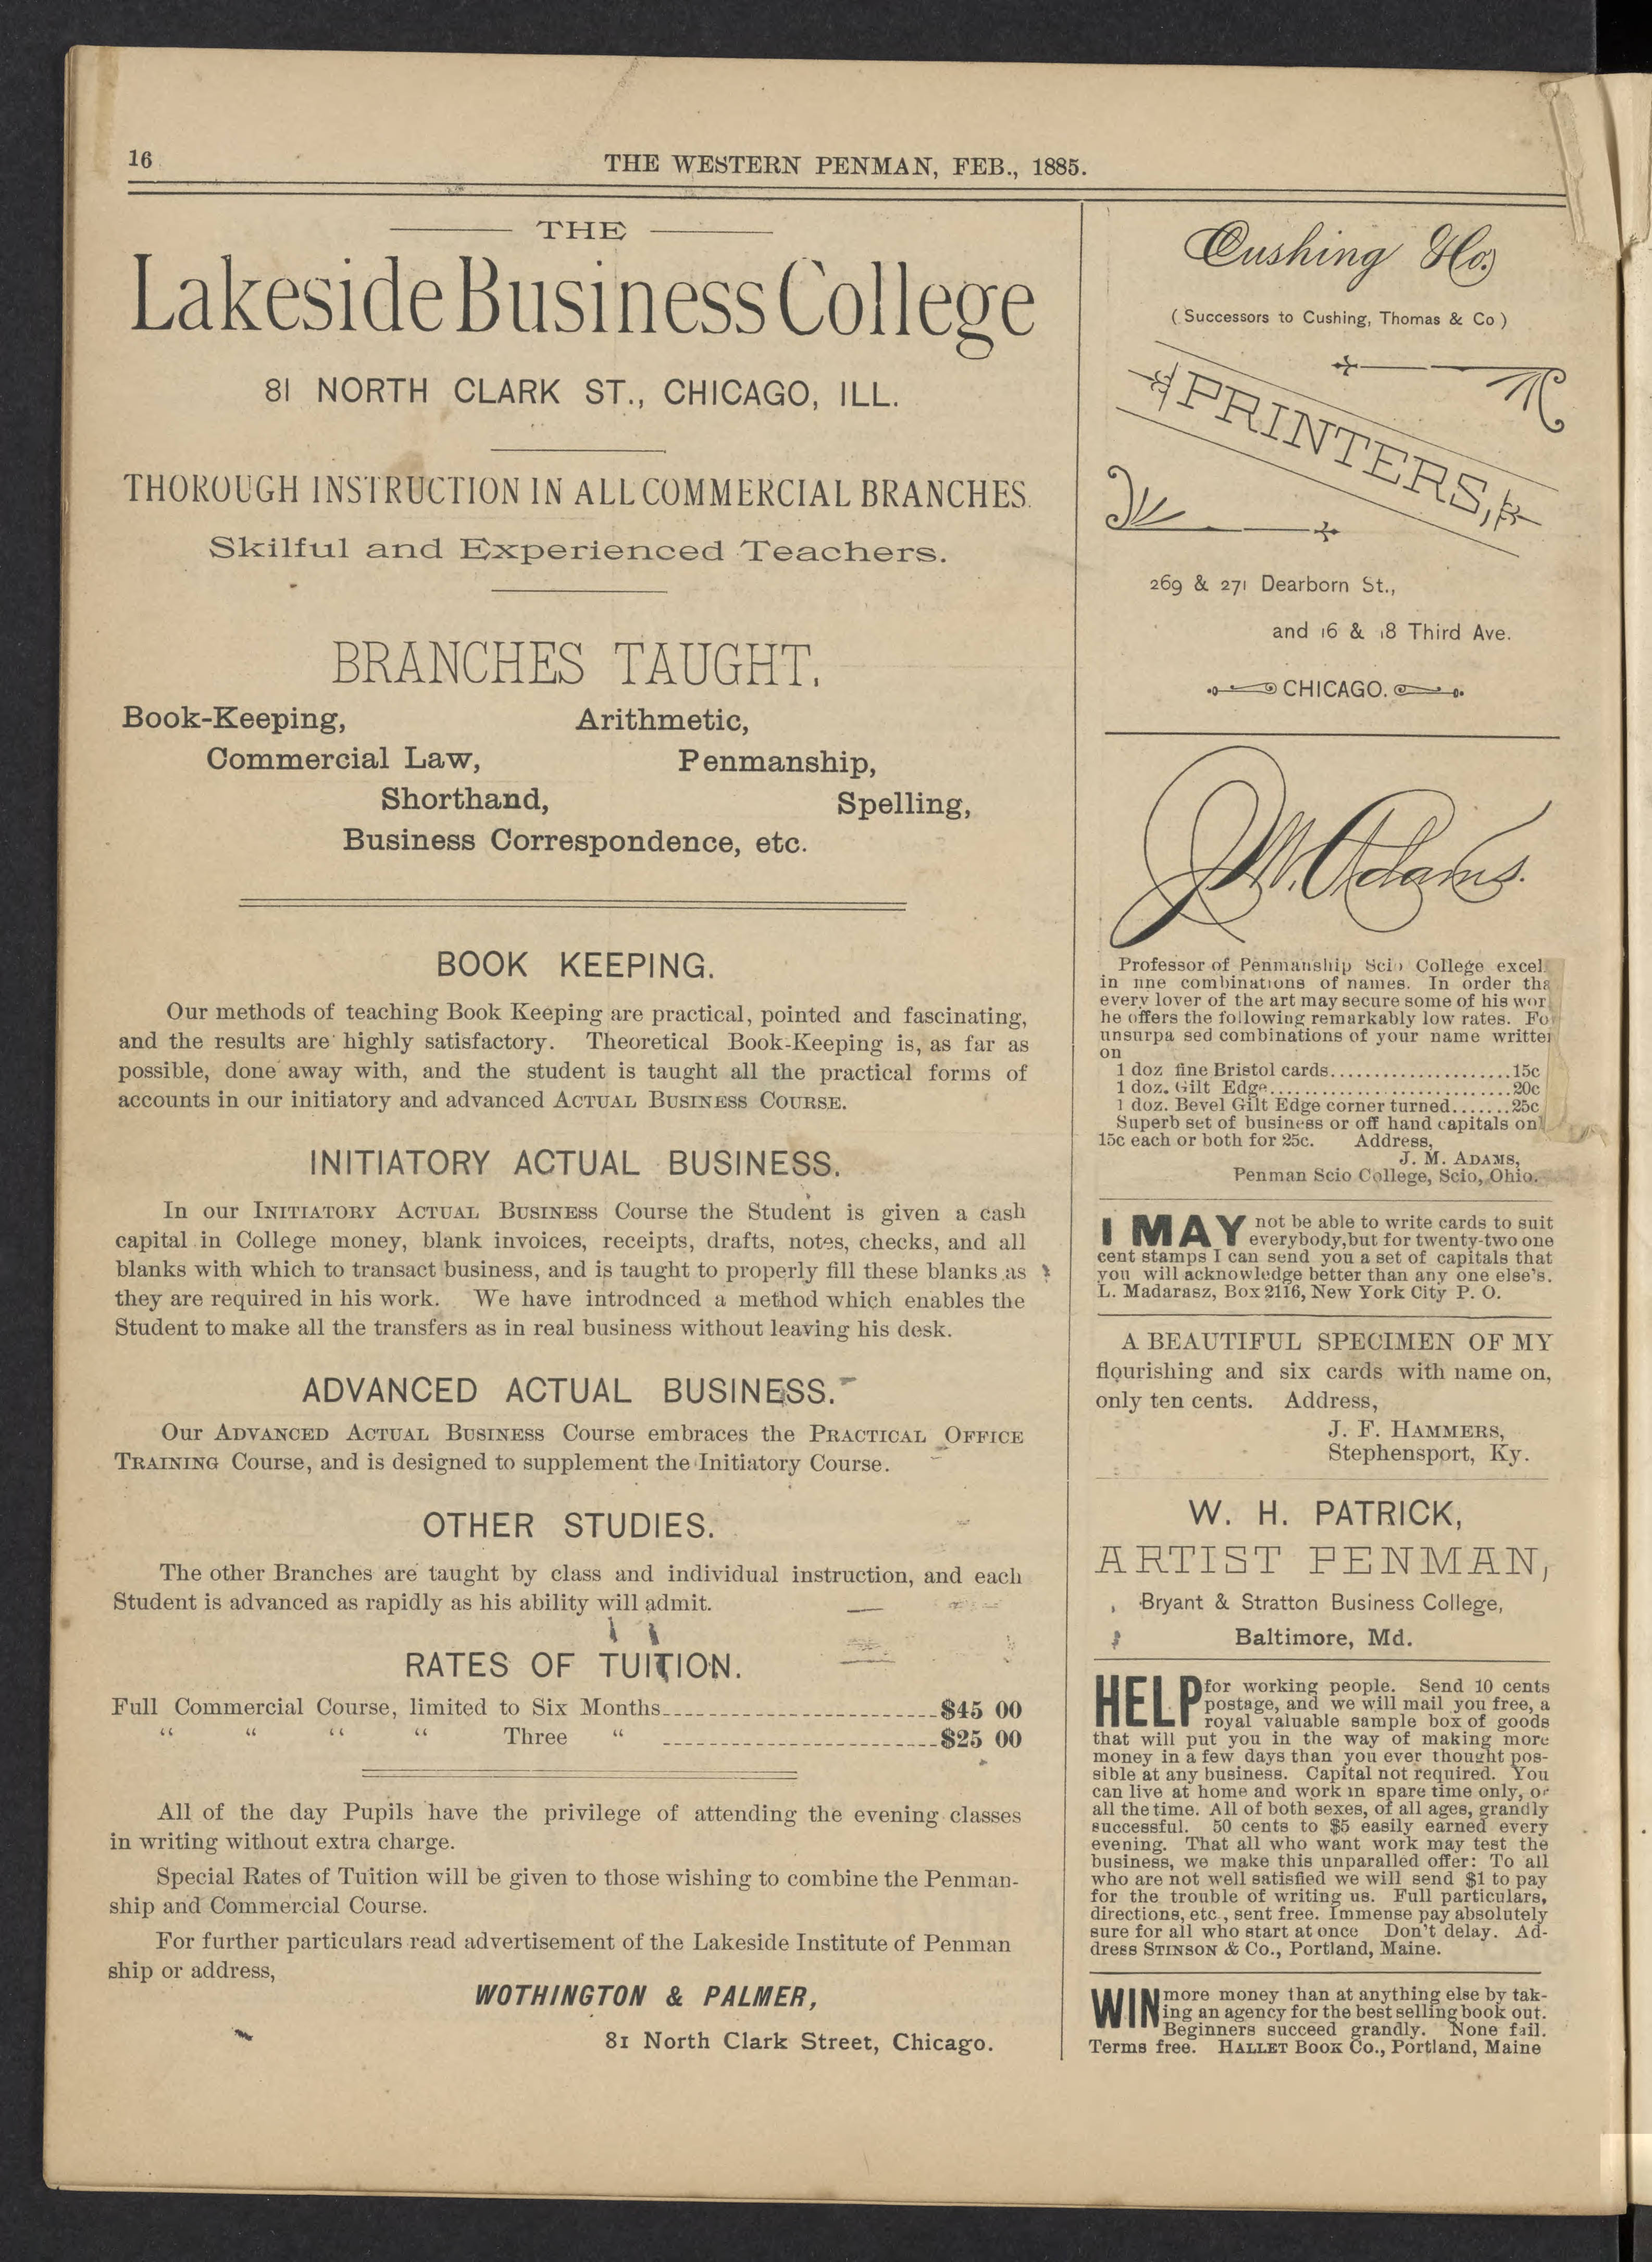 16
THE WESTERN PENMAN, FEB., 1885.
THE
Lakeside Business College
81 NORTH CLARK ST., CHICAGO, ILL.
THOROUGH INSTRUCTION IN ALL COMMERCIAL BRANCHES.
Skilful and Experienced Teachers.
BRANCHES TAUGHT.
Book-Keeping, Arithmetic,
Commercial Law, Penmanship,
Shorthand, Spelling,
Business Correspondence, etc.
BOOK KEEPING.
Our methods of teaching Book Keeping are practical, pointed and fascinating,
and the results are highly satisfactory. Theoretical Book-Keeping is, as far as
possible, done away with, and the student is taught all the practical forms of
accounts in our initiatory and advanced ACTUAL BUSINESS COURSE.
INITIATORY ACTUAL BUSINESS.
In our INITIATORY ACTUAL BUSINESS Course the Student is given a cash
capital in College money, blank invoices, receipts, drafts, notes, checks, and all
blanks with which to transact business, and is taught to properly fill these blanks as
they are required in his work. We have introdnced a method which enables the
Student to make all the transfers as in real business without leaving his desk.
ADVANCED ACTUAL BUSINESS.
Our ADVANCED ACTUAL BUSINESS Course embraces the PRACTICAL OFFICE
TRAINING Course, and is designed to supplement the Initiatory Course.
OTHER STUDIES.
The other Branches are taught by class and individual instruction, and each
Student is advanced as rapidly as his ability will admit.
RATES OF TUITION.
Full Commercial Course, limited to Six Months $45 00
“ “ “ “ Three “ $25 00
All of the day Pupils have the privilege of attending the evening classes
in writing without extra charge.
Special Rates of Tuition will be given to those wishing to combine the Penman-
ship and Commercial Course.
For further particulars read advertisement of the Lakeside Institute of Penman
ship or address,
WOTHINGTON & PALMER,
81 North Clark Street, Chicago.
Cushing & Co.
(Successors to Cushing, Thomas & Co)
PRINTERS,
269 & 271 Dearborn St.,
and 16 & 18 Third Ave.
CHICAGO.
J.M. Adams.
Professor of Penmanship Scio College excel
in fine combinations of names. In order tha
every lover of the art may secure some of his wor
he offers the following remarkably low rates. For
unsurpa sed combinations of your name writter
on
1 doz fine Bristol cards.....................15c
1 doz. Gilt Edge............................20c
1 doz. Bevel Gilt Edge corner turned.......25c
Superb set of business or off hand capitals onl
15c each or both for 25c. Address,
J. M. ADAMS,
Penman Scio College, Scio, Ohio.
I MAY not be able to write cards to suit
everybody, but for twenty-two one
cent stamps I can send you a set of capitals that
you will acknowledge better than any one else's.
L. Madarasz, Box 2116, New York City P. O.
A BEAUTIFUL SPECIMEN OF MY
flourishing and six cards with name on,
only ten cents. Address,
J. F. HAMMERS,
Stephensport, Ky.
W. H. PATRICK,
ARTIST PENMAN,
Bryant & Stratton Business College,
Baltimore, Md.
HELP for working people. Send 10 cents
postage, and we will mail you free, a
royal valuable sample box of goods
that will put you in the way of making more
money in a few days than you ever thought pos-
sible at any business. Capital not required. You
can live at home and work in spare time only, or
all the time. All of both sexes, of all ages, grandly
successful. 50 cents to $5 easily earned every
evening. That all who want work may test the
business, we make this unparalled offer: To all
who are not well satisfied we will send $1 to pay
for the trouble of writing us. Full particulars,
directions, etc., sent free. Immense pay absolutely
sure for all who start at once Don't delay. Ad-
dress STINSON & CO., Portland, Maine.
WIN more money than at anything else by tak-
ing an agency for the best selling book out.
Beginners succeed grandly. None fail.
Terms free. HALLET BOOK CO., Portland, Maine